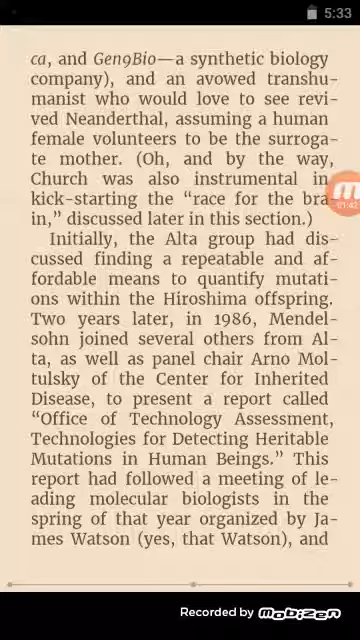 5:33
ca, and Gen9Bio—a synthetic biology
company), and an avowed transhu-
manist who would love to see revi-
ved Neanderthal, assuming a human
female volunteers to be the surroga-
te mother. (Oh, and by the way,
Church was also instrumental in
kick-starting the “race for the bra-
in,” discussed later in this section.)
Initially, the Alta group had dis-
cussed finding a repeatable and af-
fordable means to quantify mutati-
ons within the Hiroshima offspring.
Two years later, in 1986, Mendel-
sohn joined several others from Al-
ta, as well as panel chair Arno Mol-
tulsky of the Center for Inherited
Disease, to present a report called
“Office of Technology Assessment,
Technologies for Detecting Heritable
Mutations in Human Beings.” This
report had followed a meeting of le-
ading molecular biologists in the
spring of that year organized by Ja-
mes Watson (yes, that Watson), and
Recorded by mobizen